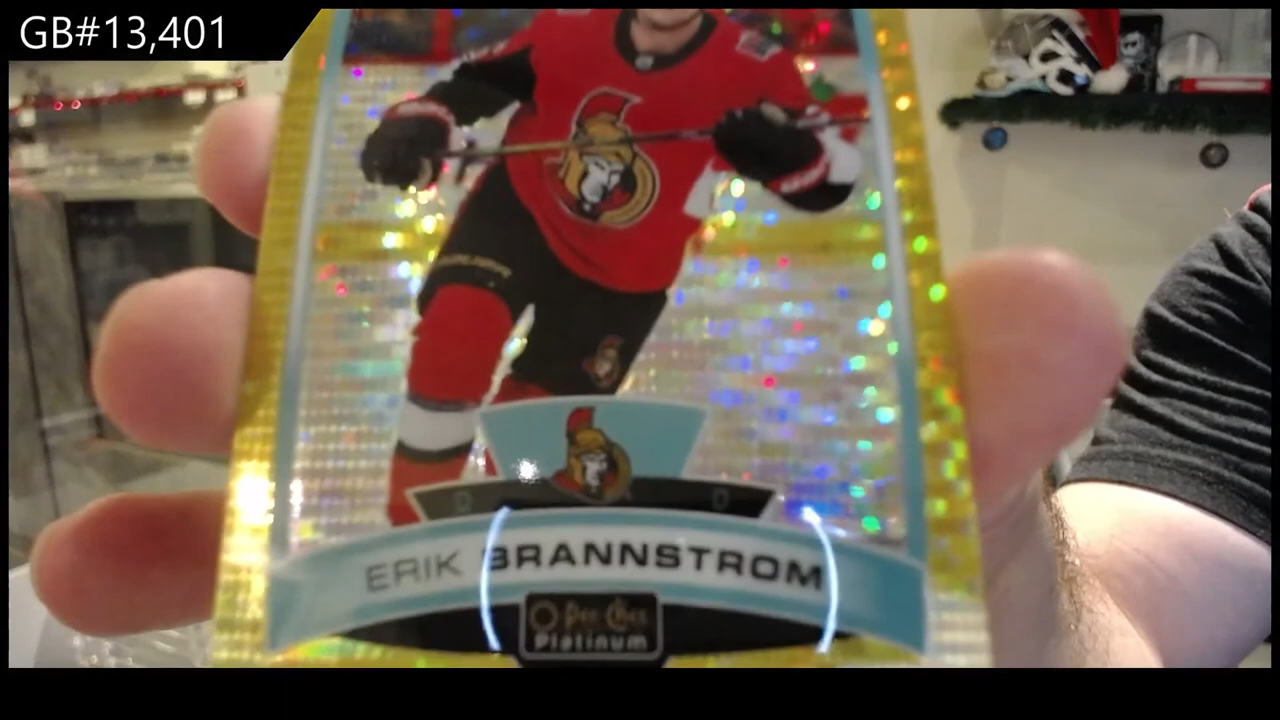 GB#13,401
D D
ERIK BRANNSTROM
O-Pee-Chee
Platinum